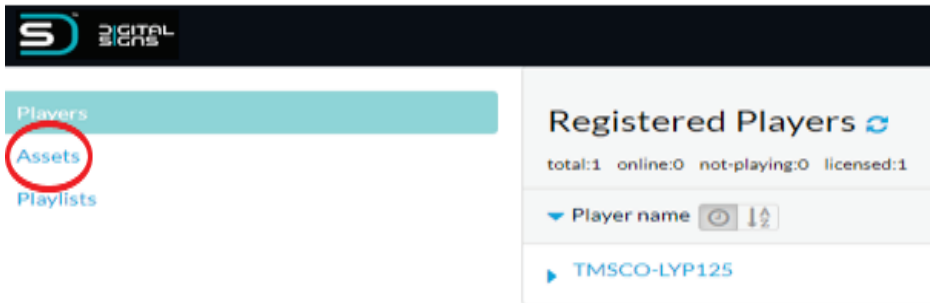 DIGITAL
SIGNS
Players
Assets
Playlists
Registered Players
total:1 online:0 not-playing:0 licensed:1
Player name
TMSCO-LYP125